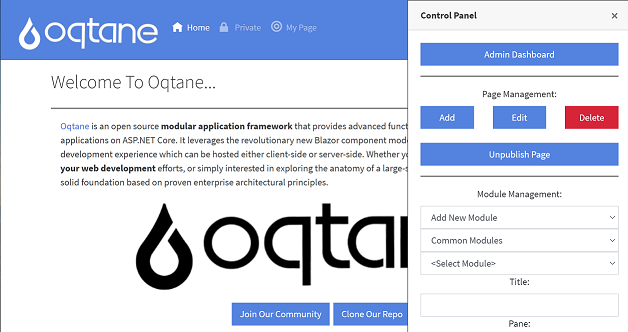 oqtane
Home
Private
My Page
Welcome To Oqtane...
Oqtane is an open source modular application framework that provides advanced func
applications on ASP.NET Core. It leverages the revolutionary new Blazor component mod
development experience which can be hosted either client-side or server-side. Whether yo
your web development efforts, or simply interested in exploring the anatomy of a large-s
solid foundation based on proven enterprise architectural principles.
oqta
Join Our Community
Clone Our Repo
Control Panel
×
Admin Dashboard
Page Management:
Add
Edit
Delete
Unpublish Page
Module Management:
Add New Module
Common Modules
<Select Module>
Title:
Pane: